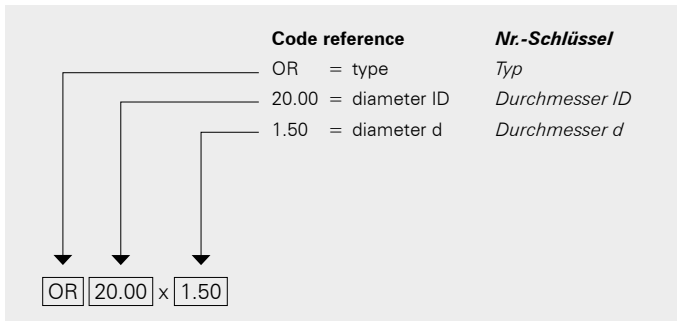 Code reference Nr.-Schlüssel
OR = type Typ
20.00 = diameter ID Durchmesser ID
1.50 = diameter d Durchmesser d
OR 20.00 x 1.50